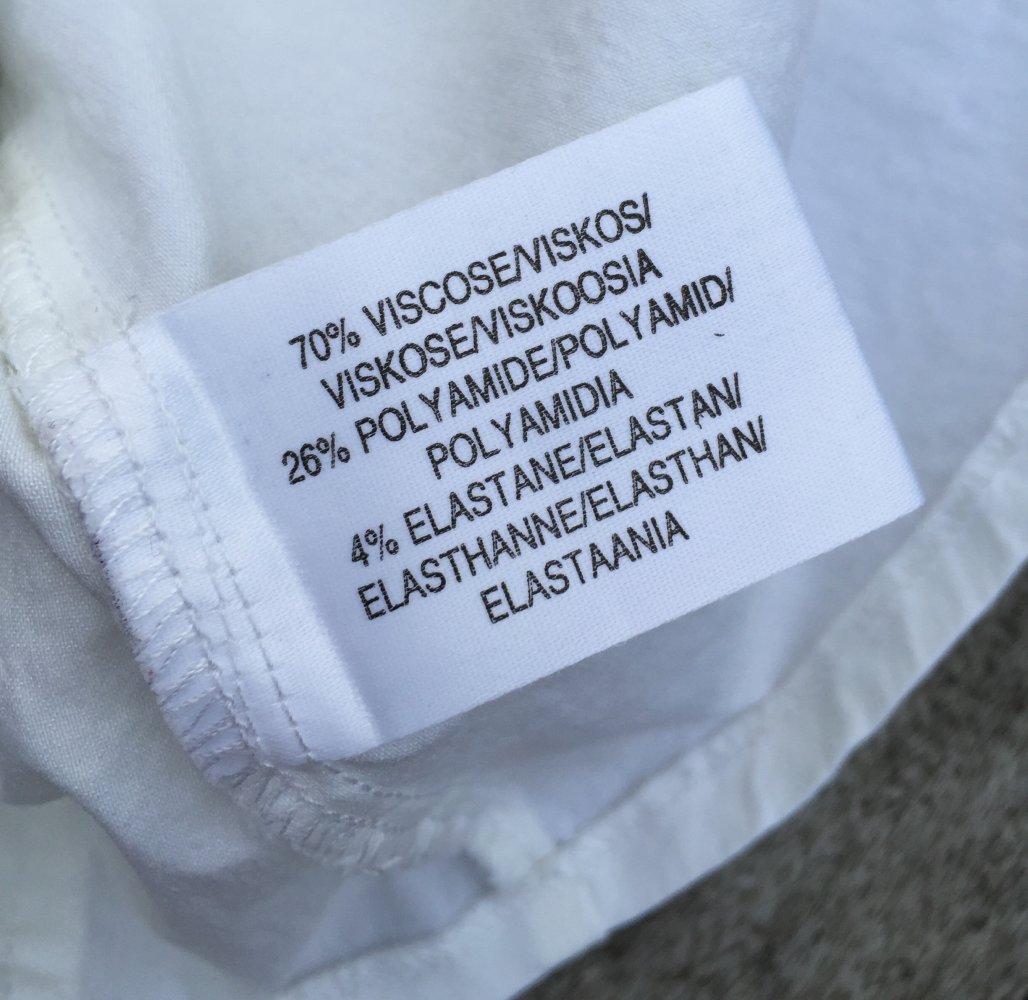 70% VISCOSE/VISKOS/
VISKOSE/VISKOOSIA
26% POLYAMIDE/POLYAMID/
POLYAMIDIA
4% ELASTANE/ELASTAN/
ELASTHANNE/ELASTHAN/
ELASTAANIA